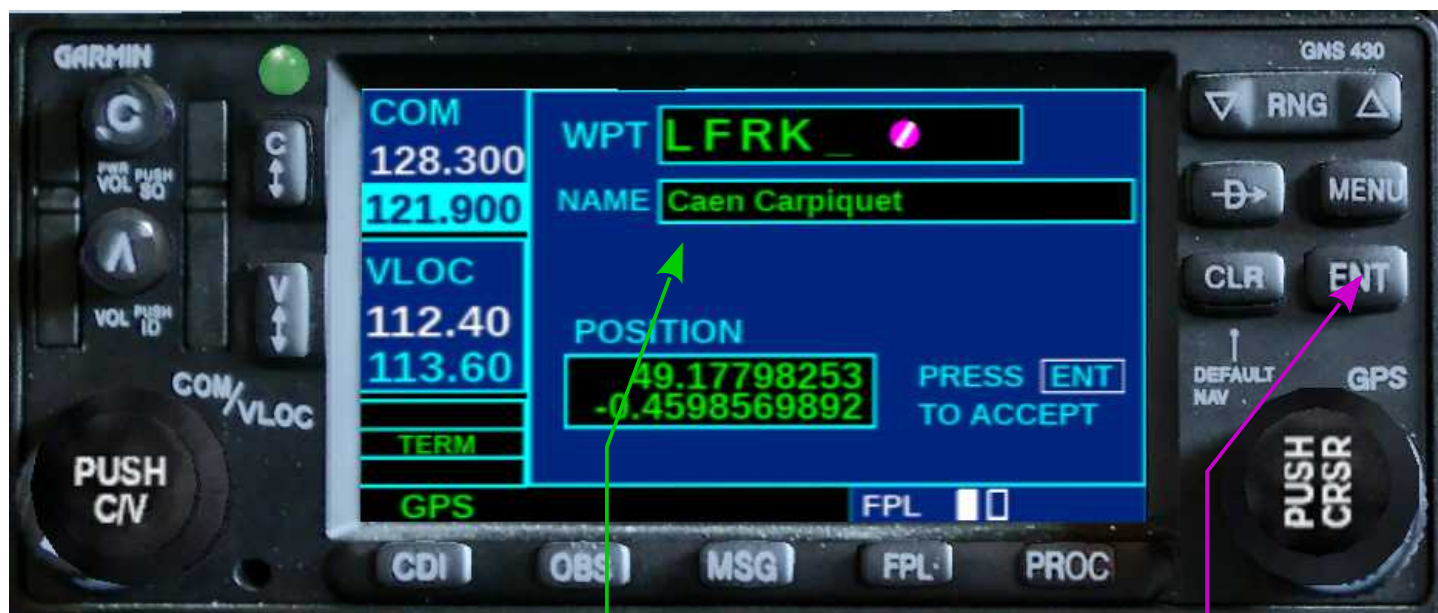 GARMIN
GNS 430
C
PWR
VOL PUSH
SQ
C
V
VOL PUSH
ID
V
COM/VLOC
PUSH
C/V
COM
128.300
121.900
VLOC
112.40
113.60
TERM
GPS
WPT LFRK_
NAME Caen Carpiquet
POSITION
49.17798253
-0.4598569892
PRESS ENT
TO ACCEPT
FPL
RNG
D
MENU
CLR
ENT
DEFAULT
NAV
GPS
PUSH
CRSR
CDI
OBS
MSG
FPL
PROC